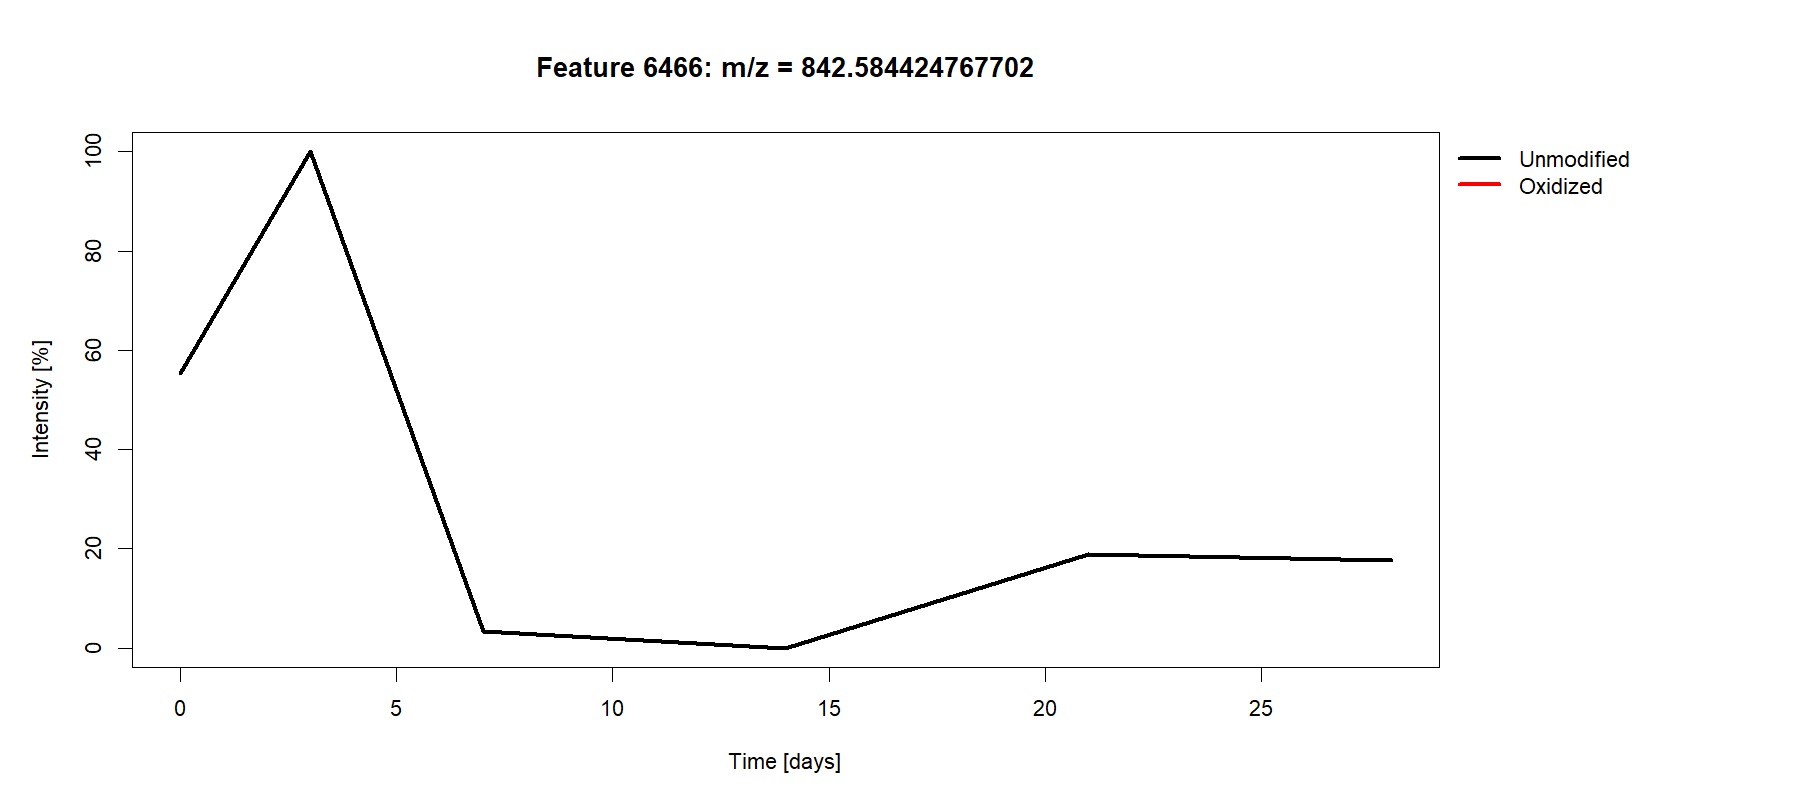 Feature 6466: m/z = 842.584424767702
Unmodified
Oxidized
Intensity [%]
100
80
60
40
20
0
0 5 10 15 20 25
Time [days]